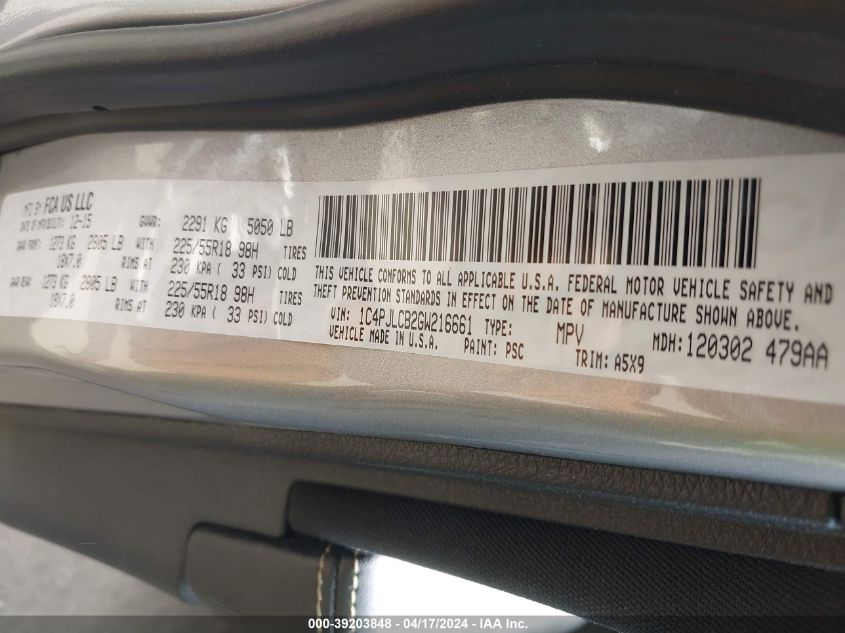 MFD BY FCA US LLC
DATE OF MFR(BUILT): 12-15 GVWR: 2291 KG 5050 LB
GAWR FRONT: 1273 KG 2805 LB WITH 225/55R18 98H TIRES
18X7.0 RIMS AT 230 KPA ( 33 PSI) COLD
GAWR REAR: 1273 KG 2805 LB WITH 225/55R18 98H TIRES
18X7.0 RIMS AT 230 KPA ( 33 PSI) COLD
THIS VEHICLE CONFORMS TO ALL APPLICABLE U.S.A. FEDERAL MOTOR VEHICLE SAFETY AND
THEFT PREVENTION STANDARDS IN EFFECT ON THE DATE OF MANUFACTURE SHOWN ABOVE.
VIN: 1C4PJLCB2GW216661 TYPE: MPV MDH:120302 479AA
VEHICLE MADE IN U.S.A. PAINT: PSC TRIM: A5X9
000-39203848 - 04/17/2024 - IAA Inc.